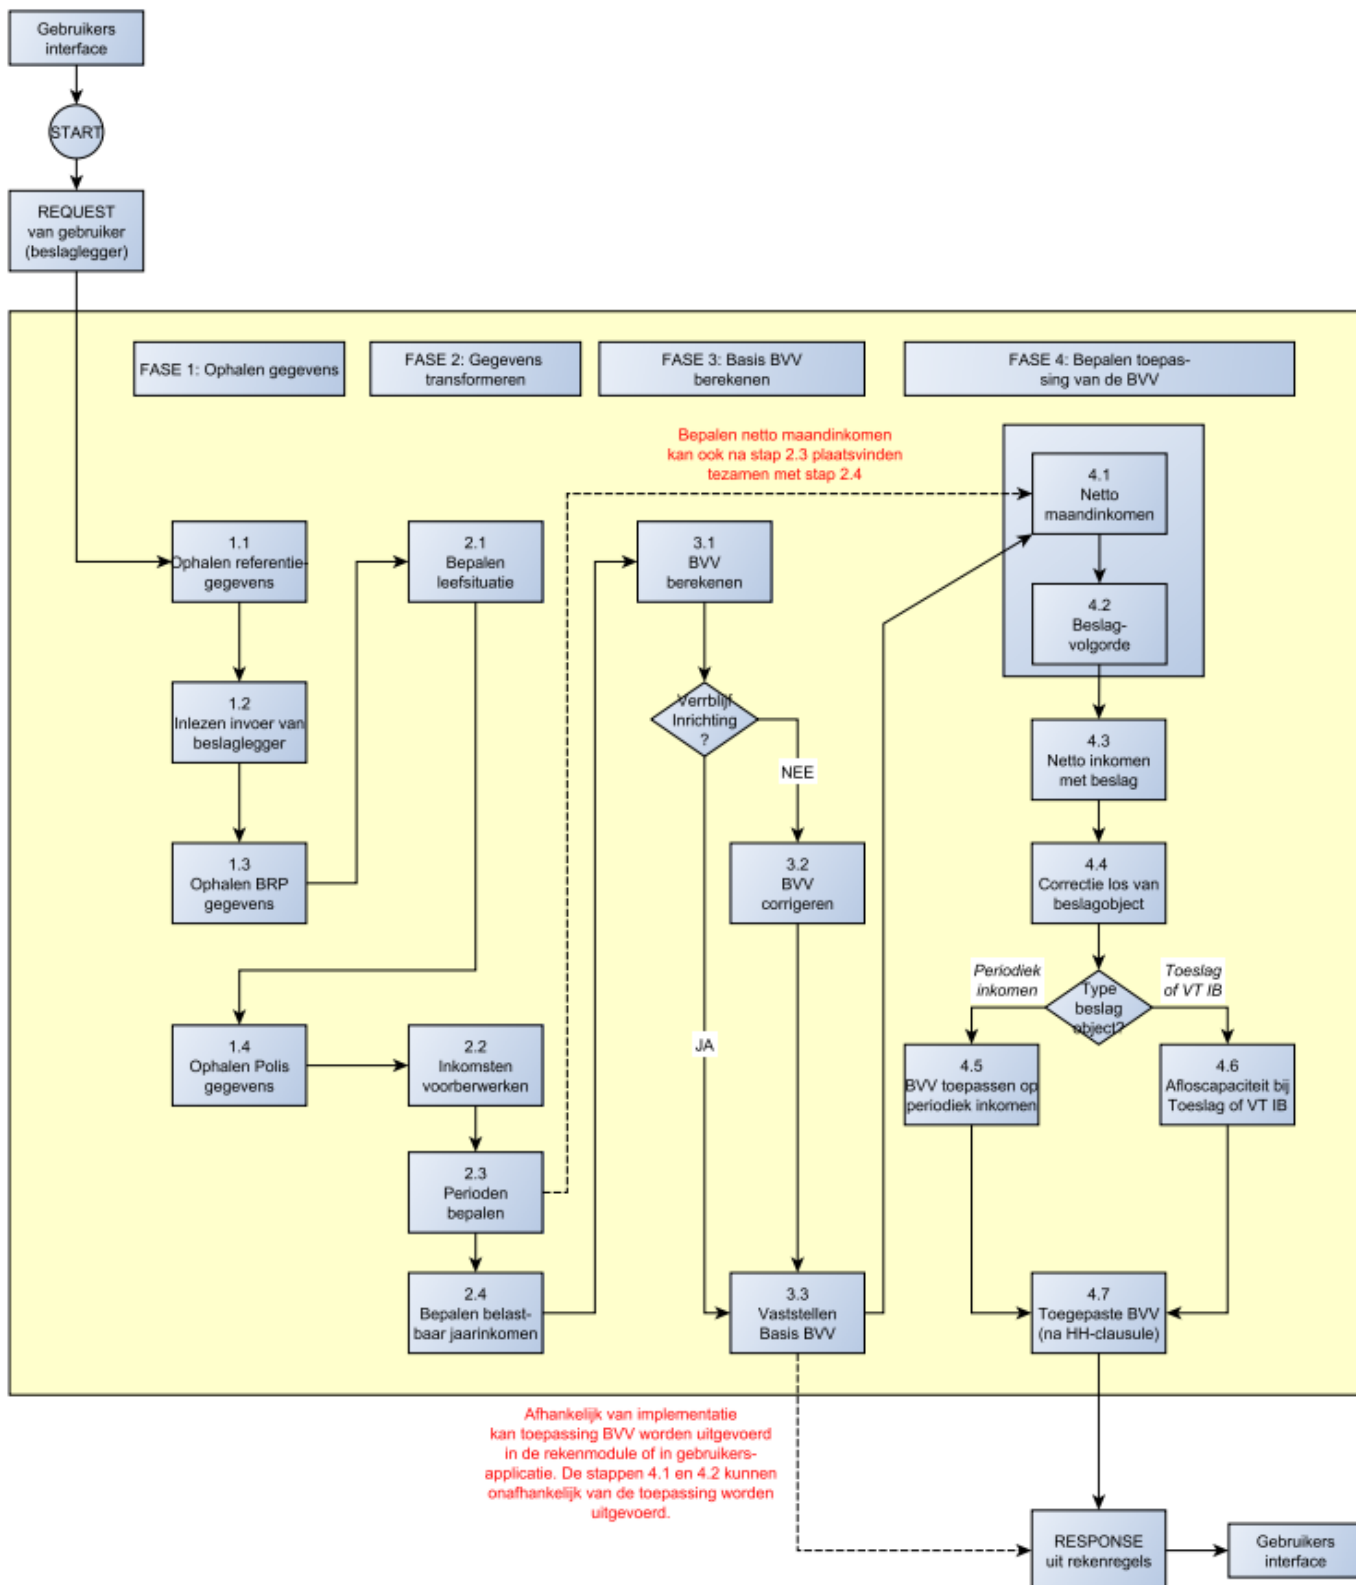 Gebruikers
interface
START
REQUEST
van gebruiker
(beslaglegger)
FASE 1: Ophalen gegevens
FASE 2: Gegevens
transformeren
FASE 3: Basis BVV
berekenen
FASE 4: Bepalen toepas-
sing van de BVV
Bepalen netto maandinkomen
kan ook na stap 2.3 plaatsvinden
tezamen met stap 2.4
1.1
Ophalen referentie-
gegevens
1.2
Inlezen invoer van
beslaglegger
1.3
Ophalen BRP
gegevens
1.4
Ophalen Polis
gegevens
2.1
Bepalen
leefsituatie
2.2
Inkomsten
voorberwerken
2.3
Perioden
bepalen
2.4
Bepalen belast-
baar jaarinkomen
3.1
BVV
berekenen
Verrblijf
Inrichting
?
NEE
JA
3.2
BVV
corrigeren
3.3
Vaststellen
Basis BVV
4.1
Netto
maandinkomen
4.2
Beslag-
volgorde
4.3
Netto inkomen
met beslag
4.4
Correctie los van
beslagobject
Periodiek
inkomen
Type
beslag
object?
Toeslag
of VT IB
4.5
BVV toepassen op
periodiek inkomen
4.6
Afloscapaciteit bij
Toeslag of VT IB
4.7
Toegepaste BVV
(na HH-clausule)
Afhankelijk van implementatie
kan toepassing BVV worden uitgevoerd
in de rekenmodule of in gebruikers-
applicatie. De stappen 4.1 en 4.2 kunnen
onafhankelijk van de toepassing worden
uitgevoerd.
RESPONSE
uit rekenregels
Gebruikers
interface